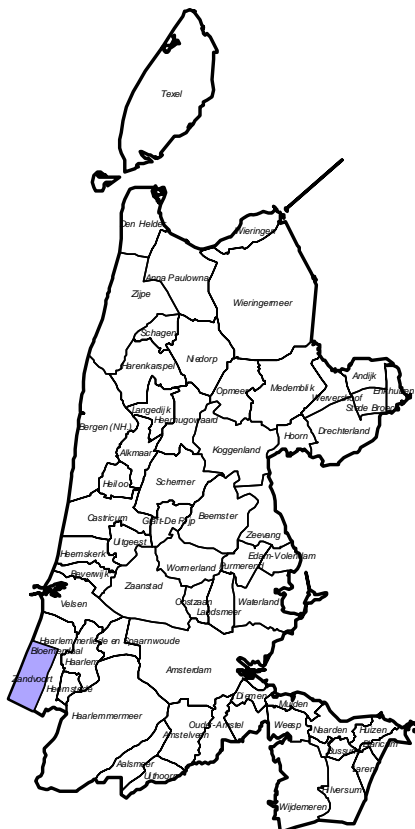 Texel
Den Helder
Wieringen
Anna Paulowna
Zijpe
Wieringermeer
Schagen
Niedorp
Harenkarspel
Andijk
Medemblik
Opmeer
Enkhuizen
Wervershoof
Stede Broec
Langedijk
Heerhugowaard
Bergen (NH.)
Drechterland
Hoorn
Koggenland
Alkmaar
Heiloo
Schermer
Castricum
Graft-De Rijp
Beemster
Zeevang
Uitgeest
Heemskerk
Edam-Volendam
Purmerend
Wormerland
Beverwijk
Zaanstad
Velsen
Oostzaan
Waterland
Landsmeer
Haarlemmerliede en Spaarnwoude
Bloemendaal
Haarlem
Amsterdam
Zandvoort
Heemstede
Diemen
Muiden
Haarlemmermeer
Ouder-Amstel
Weesp
Naarden
Huizen
Amstelveen
Blaricum
Bussum
Aalsmeer
Laren
Uithoorn
Hilversum
Wijdemeren